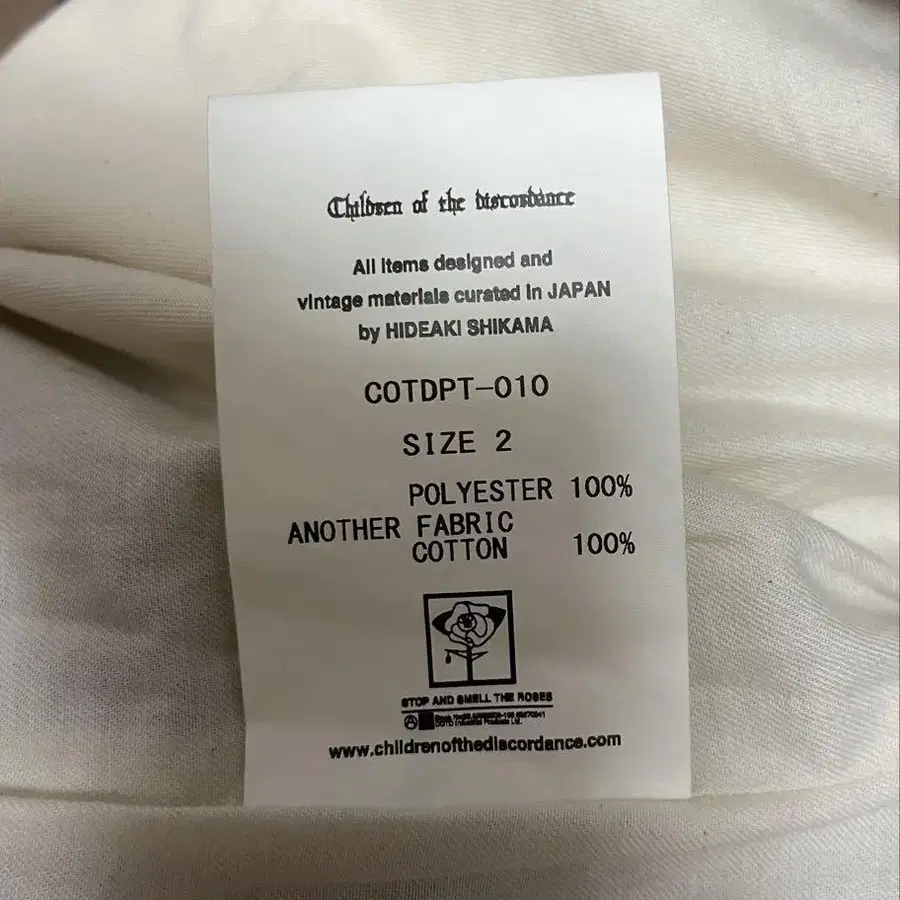 Children of the discordance
All items designed and
vintage materials curated in JAPAN
by HIDEAKI SHIKAMA
COTDPT-010
SIZE 2
POLYESTER 100%
ANOTHER FABRIC
COTTON 100%
STOP AND SMELL THE ROSES
www.childrenofthediscordance.com